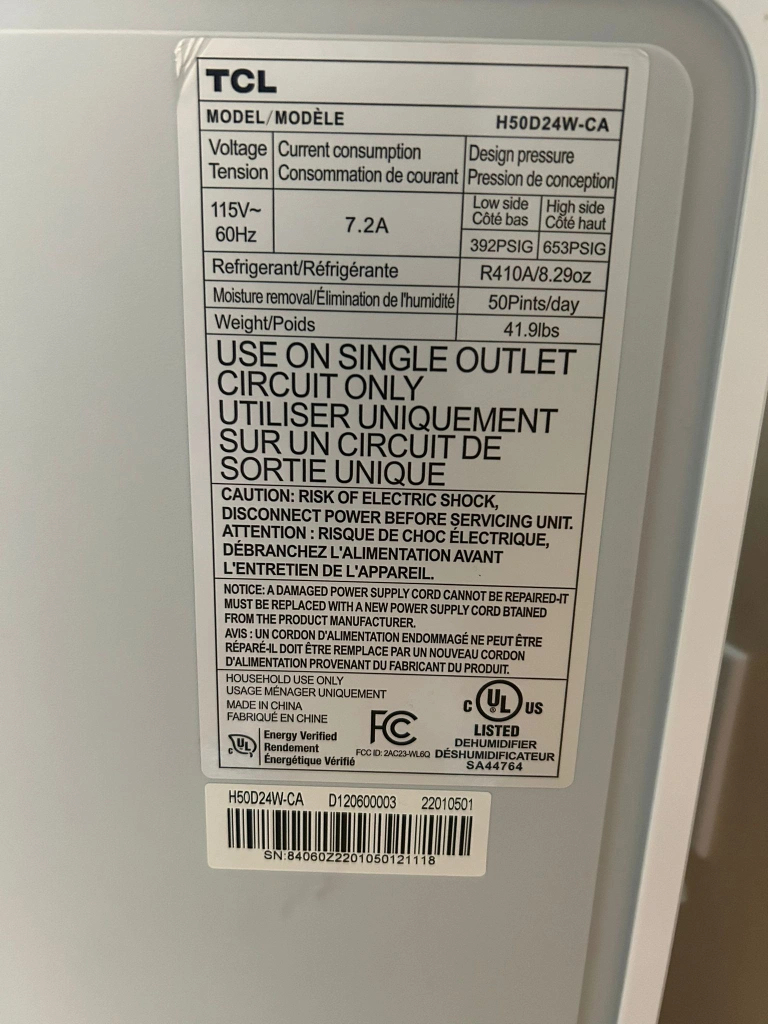 TCL
MODEL/MODÈLE H50D24W-CA
Voltage Current consumption Design pressure
Tension Consommation de courant Pression de conception
Low side High side
Côté bas Côté haut
115V~ 7.2A
60Hz 392PSIG 653PSIG
Refrigerant/Réfrigérante R410A/8.29oz
Moisture removal/Élimination de l'humidité 50Pints/day
Weight/Poids 41.9lbs
USE ON SINGLE OUTLET
CIRCUIT ONLY
UTILISER UNIQUEMENT
SUR UN CIRCUIT DE
SORTIE UNIQUE
CAUTION: RISK OF ELECTRIC SHOCK,
DISCONNECT POWER BEFORE SERVICING UNIT.
ATTENTION : RISQUE DE CHOC ÉLECTRIQUE,
DÉBRANCHEZ L'ALIMENTATION AVANT
L'ENTRETIEN DE L'APPAREIL.
NOTICE: A DAMAGED POWER SUPPLY CORD CANNOT BE REPAIRED-IT
MUST BE REPLACED WITH A NEW POWER SUPPLY CORD BTAINED
FROM THE PRODUCT MANUFACTURER.
AVIS : UN CORDON D'ALIMENTATION ENDOMMAGÉ NE PEUT ÊTRE
RÉPARÉ-IL DOIT ÊTRE REMPLACE PAR UN NOUVEAU CORDON
D'ALIMENTATION PROVENANT DU FABRICANT DU PRODUIT.
HOUSEHOLD USE ONLY
USAGE MÉNAGER UNIQUEMENT
MADE IN CHINA
FABRIQUÉ EN CHINE
c UL us
UL Energy Verified
Rendement
Énergétique Vérifié
FC
FCC ID: 2AC23-WL6Q
LISTED
DEHUMIDIFIER
DÉSHUMIDIFICATEUR
SA44764
H50D24W-CA D120600003 22010501
SN:84060Z2201050121118